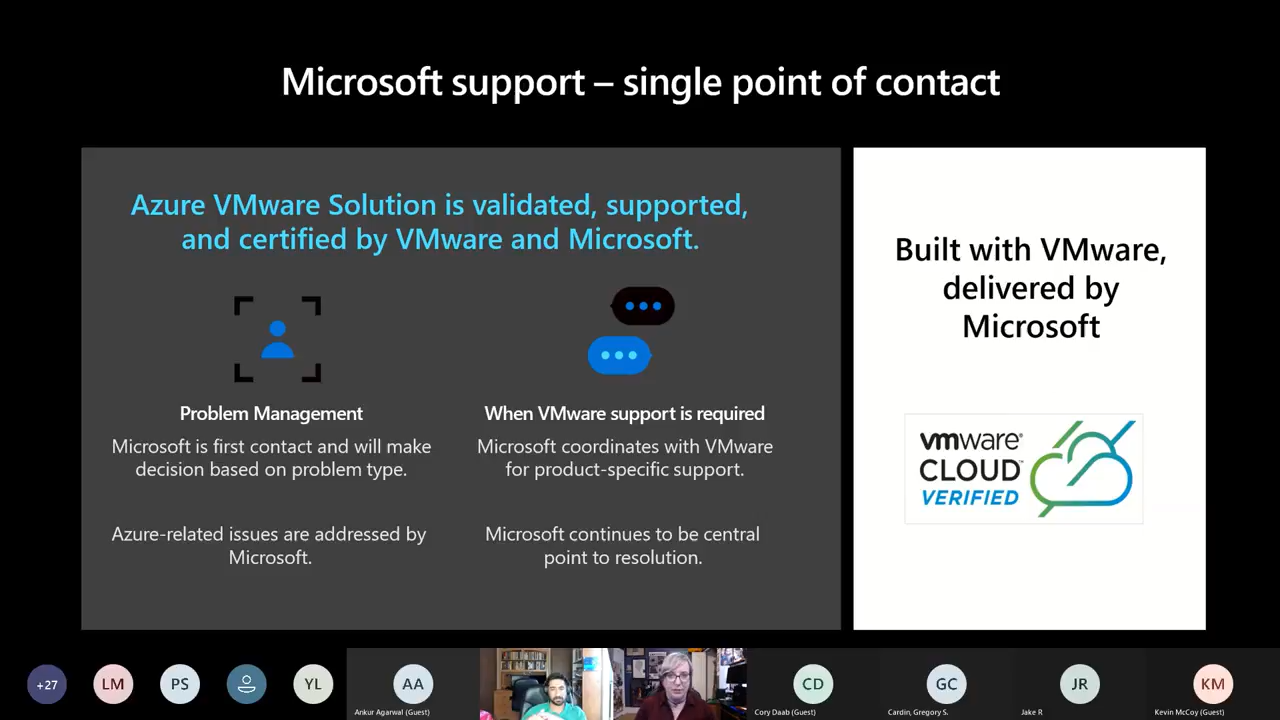 Microsoft support – single point of contact
Azure VMware Solution is validated, supported,
and certified by VMware and Microsoft.
Problem Management
Microsoft is first contact and will make
decision based on problem type.
Azure-related issues are addressed by
Microsoft.
When VMware support is required
Microsoft coordinates with VMware
for product-specific support.
Microsoft continues to be central
point to resolution.
Built with VMware,
delivered by
Microsoft
vmware®
CLOUD™
VERIFIED
+27
LM
PS
YL
AA
Ankur Agarwal (Guest)
CD
Cory Daab (Guest)
GC
Cardin, Gregory S.
JR
Jake R
KM
Kevin McCoy (Guest)